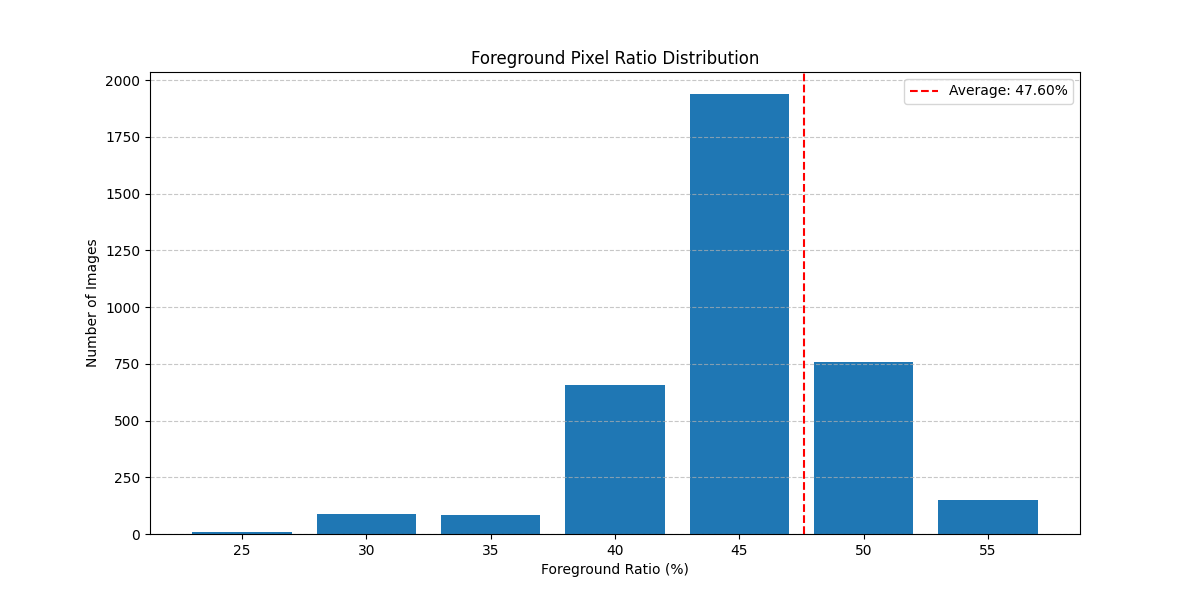 Foreground Pixel Ratio Distribution
Average: 47.60%
Number of Images
2000
1750
1500
1250
1000
750
500
250
0
25 30 35 40 45 50 55
Foreground Ratio (%)